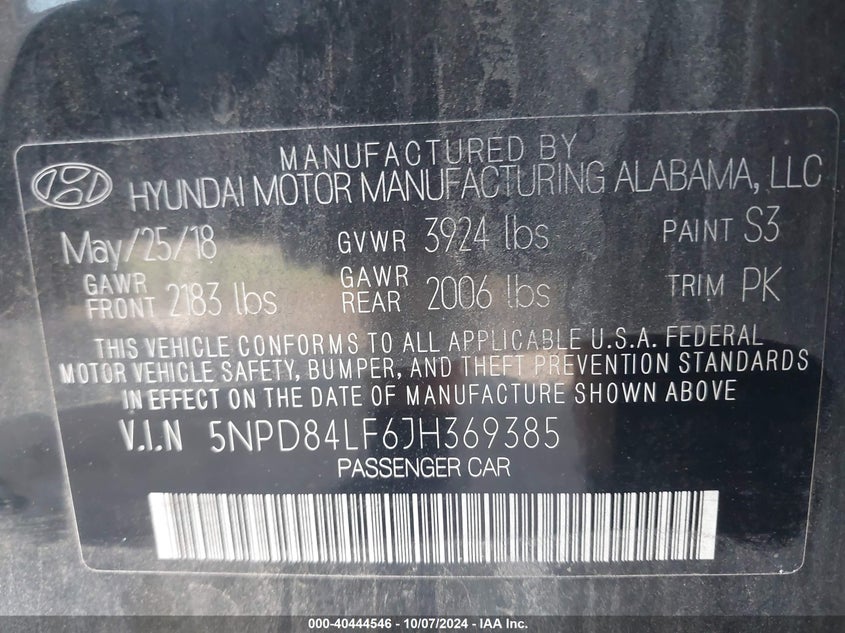 MANUFACTURED BY
HYUNDAI MOTOR MANUFACTURING ALABAMA, LLC
May/25/18 GVWR 3924 lbs PAINT S3
GAWR FRONT 2183 lbs GAWR REAR 2006 lbs TRIM PK
THIS VEHICLE CONFORMS TO ALL APPLICABLE U.S.A. FEDERAL
MOTOR VEHICLE SAFETY, BUMPER, AND THEFT PREVENTION STANDARDS
IN EFFECT ON THE DATE OF MANUFACTURE SHOWN ABOVE
V.I.N 5NPD84LF6JH369385
PASSENGER CAR
000-40444546 - 10/07/2024 - IAA Inc.